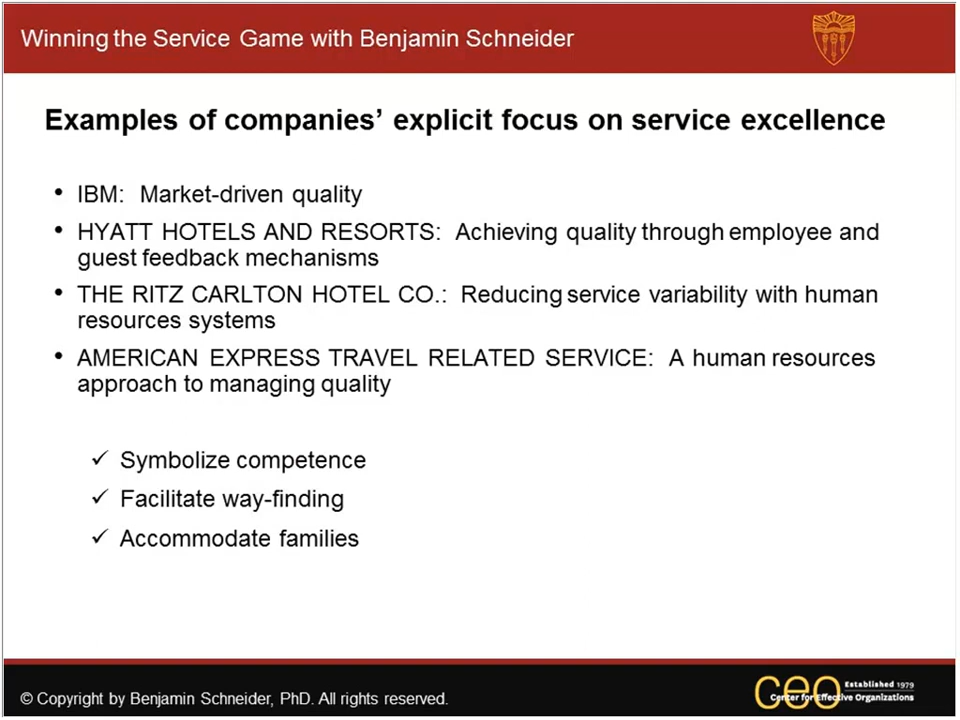 Winning the Service Game with Benjamin Schneider
Examples of companies' explicit focus on service excellence
• IBM: Market-driven quality
• HYATT HOTELS AND RESORTS: Achieving quality through employee and
guest feedback mechanisms
• THE RITZ CARLTON HOTEL CO.: Reducing service variability with human
resources systems
• AMERICAN EXPRESS TRAVEL RELATED SERVICE: A human resources
approach to managing quality
✓ Symbolize competence
✓ Facilitate way-finding
✓ Accommodate families
© Copyright by Benjamin Schneider, PhD. All rights reserved.
ceo
Established 1979
Center for Effective Organizations